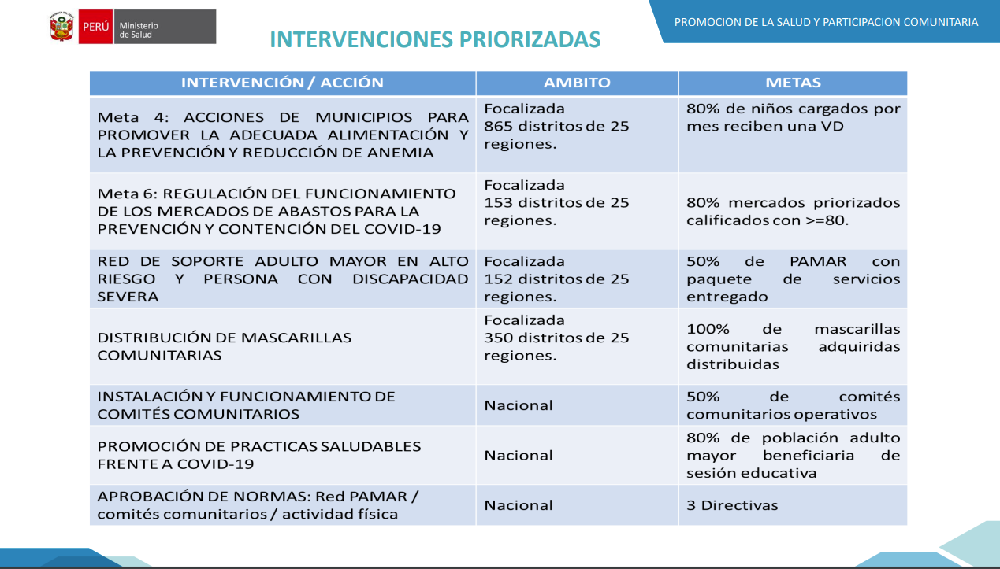 PERÚ
Ministerio
de Salud
PROMOCION DE LA SALUD Y PARTICIPACION COMUNITARIA
INTERVENCIONES PRIORIZADAS
INTERVENCIÓN / ACCIÓN
AMBITO
METAS
Meta 4: ACCIONES DE MUNICIPIOS PARA
PROMOVER LA ADECUADA ALIMENTACIÓN Y
LA PREVENCIÓN Y REDUCCIÓN DE ANEMIA
Focalizada
865 distritos de 25
regiones.
80% de niños cargados por
mes reciben una VD
Meta 6: REGULACIÓN DEL FUNCIONAMIENTO
DE LOS MERCADOS DE ABASTOS PARA LA
PREVENCIÓN Y CONTENCIÓN DEL COVID-19
Focalizada
153 distritos de 25
regiones.
80% mercados priorizados
calificados con >=80.
RED DE SOPORTE ADULTO MAYOR EN ALTO
RIESGO Y PERSONA CON DISCAPACIDAD
SEVERA
Focalizada
152 distritos de 25
regiones.
50% de PAMAR con
paquete de servicios
entregado
DISTRIBUCIÓN DE MASCARILLAS
COMUNITARIAS
Focalizada
350 distritos de 25
regiones.
100% de mascarillas
comunitarias adquiridas
distribuidas
INSTALACIÓN Y FUNCIONAMIENTO DE
COMITÉS COMUNITARIOS
Nacional
50% de comités
comunitarios operativos
PROMOCIÓN DE PRACTICAS SALUDABLES
FRENTE A COVID-19
Nacional
80% de población adulto
mayor beneficiaria de
sesión educativa
APROBACIÓN DE NORMAS: Red PAMAR /
comités comunitarios / actividad física
Nacional
3 Directivas